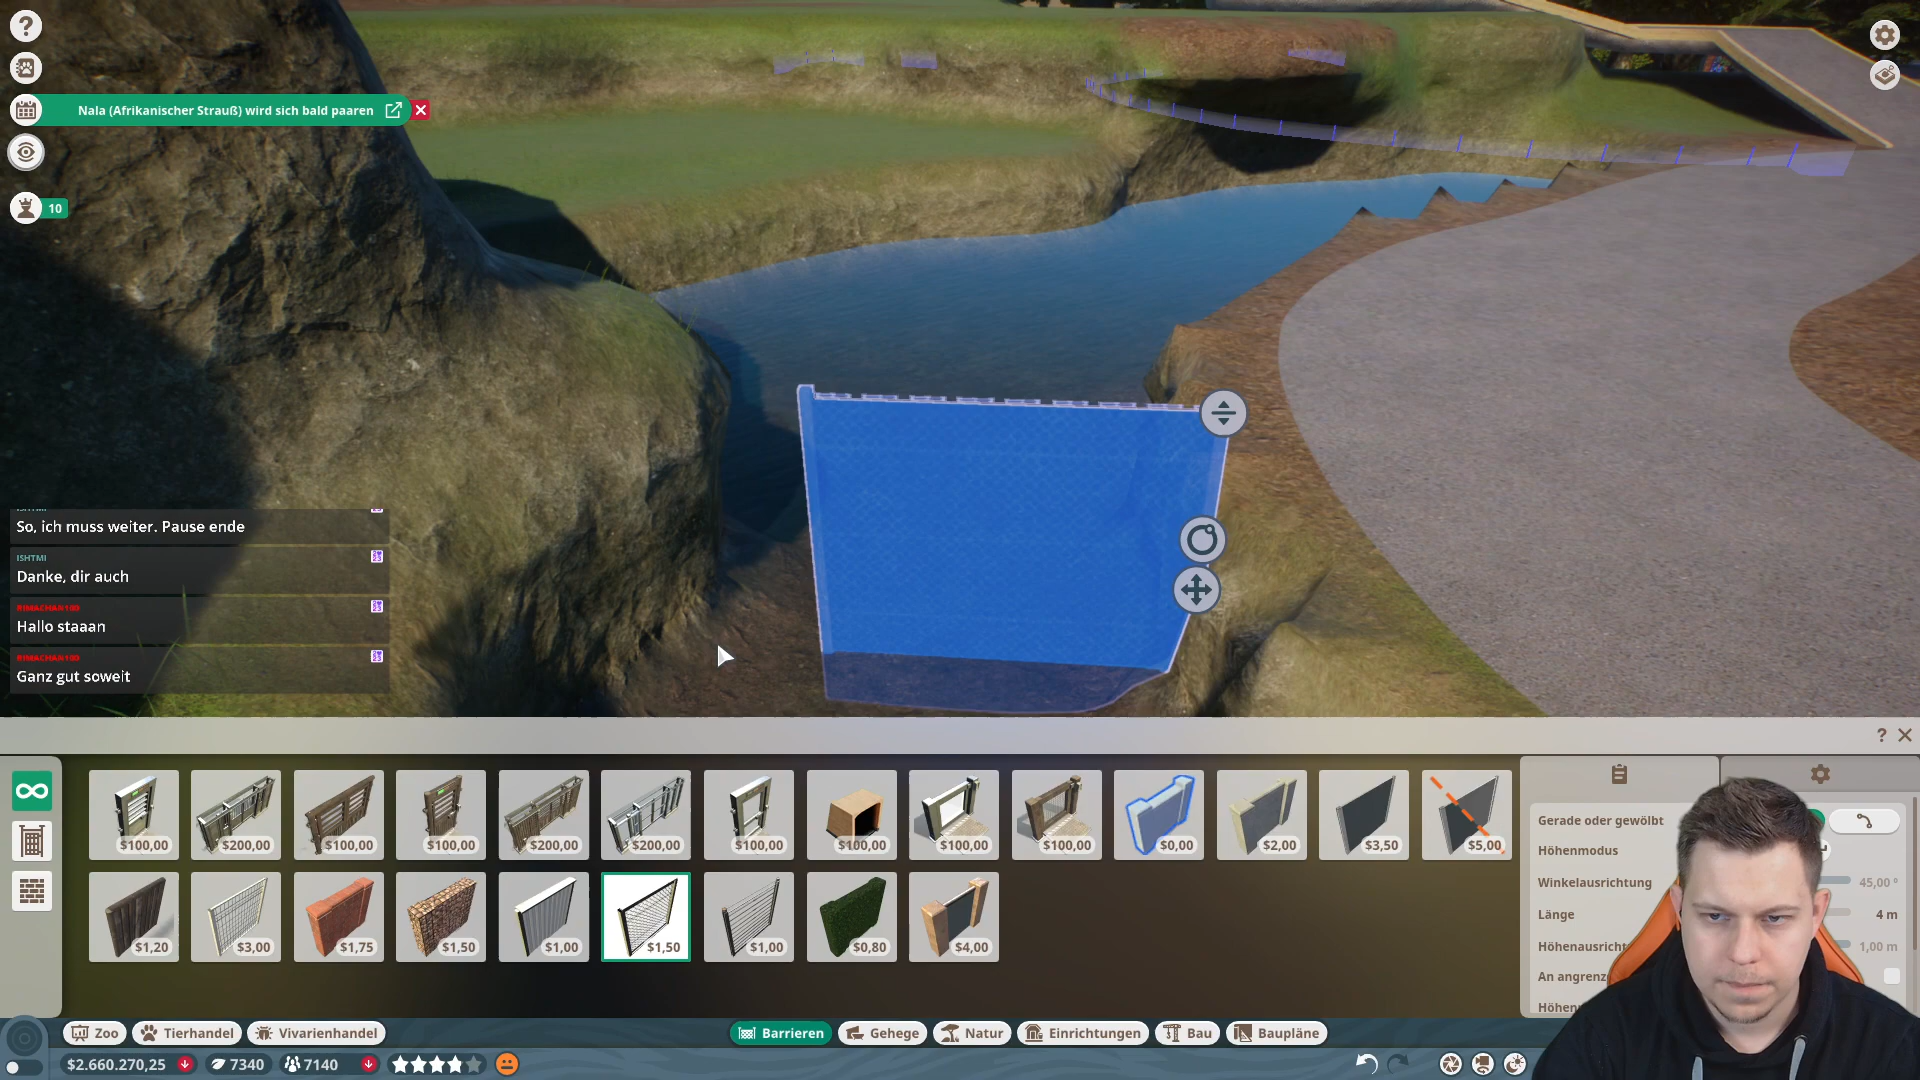 ?
Nala (Afrikanischer Strauß) wird sich bald paaren
10
So, ich muss weiter. Pause ende
ISHTMI
Danke, dir auch
Hallo staaan
Ganz gut soweit
?
$100,00
$200,00
$100,00
$100,00
$200,00
$200,00
$100,00
$100,00
$100,00
$100,00
$0,00
$2,00
$3,50
$5,00
$1,20
$3,00
$1,75
$1,50
$1,00
$1,50
$1,00
$0,80
$4,00
Gerade oder gewölbt
Höhenmodus
Winkelausrichtung
45,00 °
Länge
4 m
1,00 m
Zoo
Tierhandel
Vivarienhandel
Barrieren
Gehege
Natur
Einrichtungen
Bau
Baupläne
$2.660.270,25
7340
7140